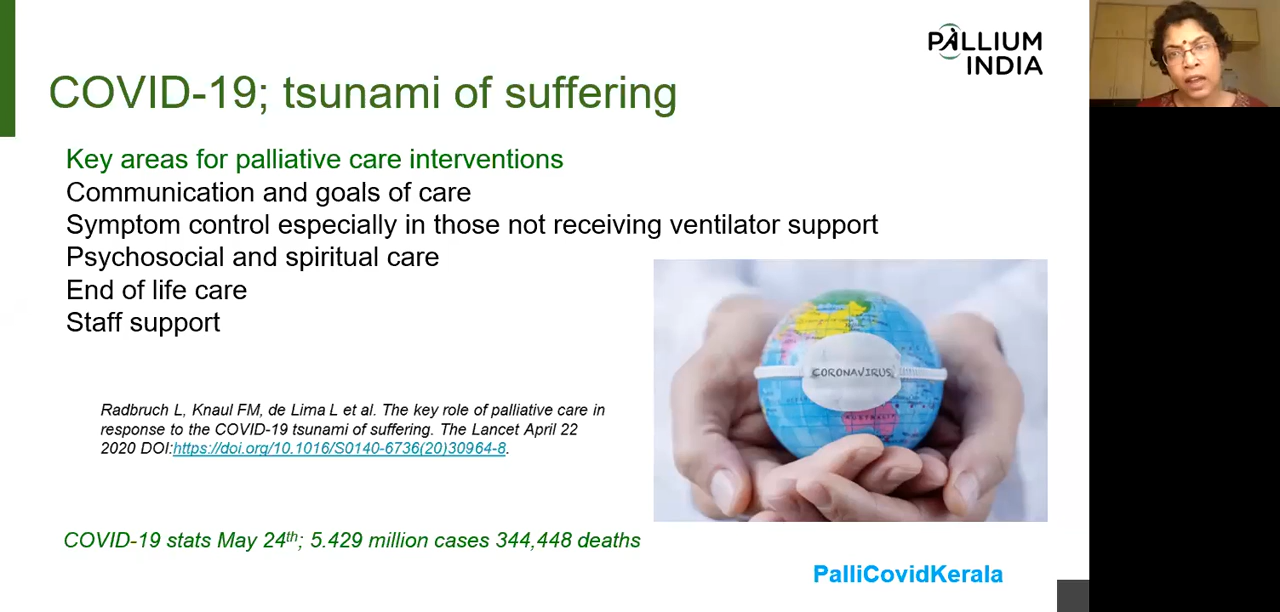 PALLIUM
INDIA
COVID-19; tsunami of suffering
Key areas for palliative care interventions
Communication and goals of care
Symptom control especially in those not receiving ventilator support
Psychosocial and spiritual care
End of life care
Staff support
CORONAVIRUS
AUSTRALIA
Radbruch L, Knaul FM, de Lima L et al. The key role of palliative care in
response to the COVID-19 tsunami of suffering. The Lancet April 22
2020 DOI:https://doi.org/10.1016/S0140-6736(20)30964-8.
COVID-19 stats May 24th; 5.429 million cases 344,448 deaths
PalliCovidKerala